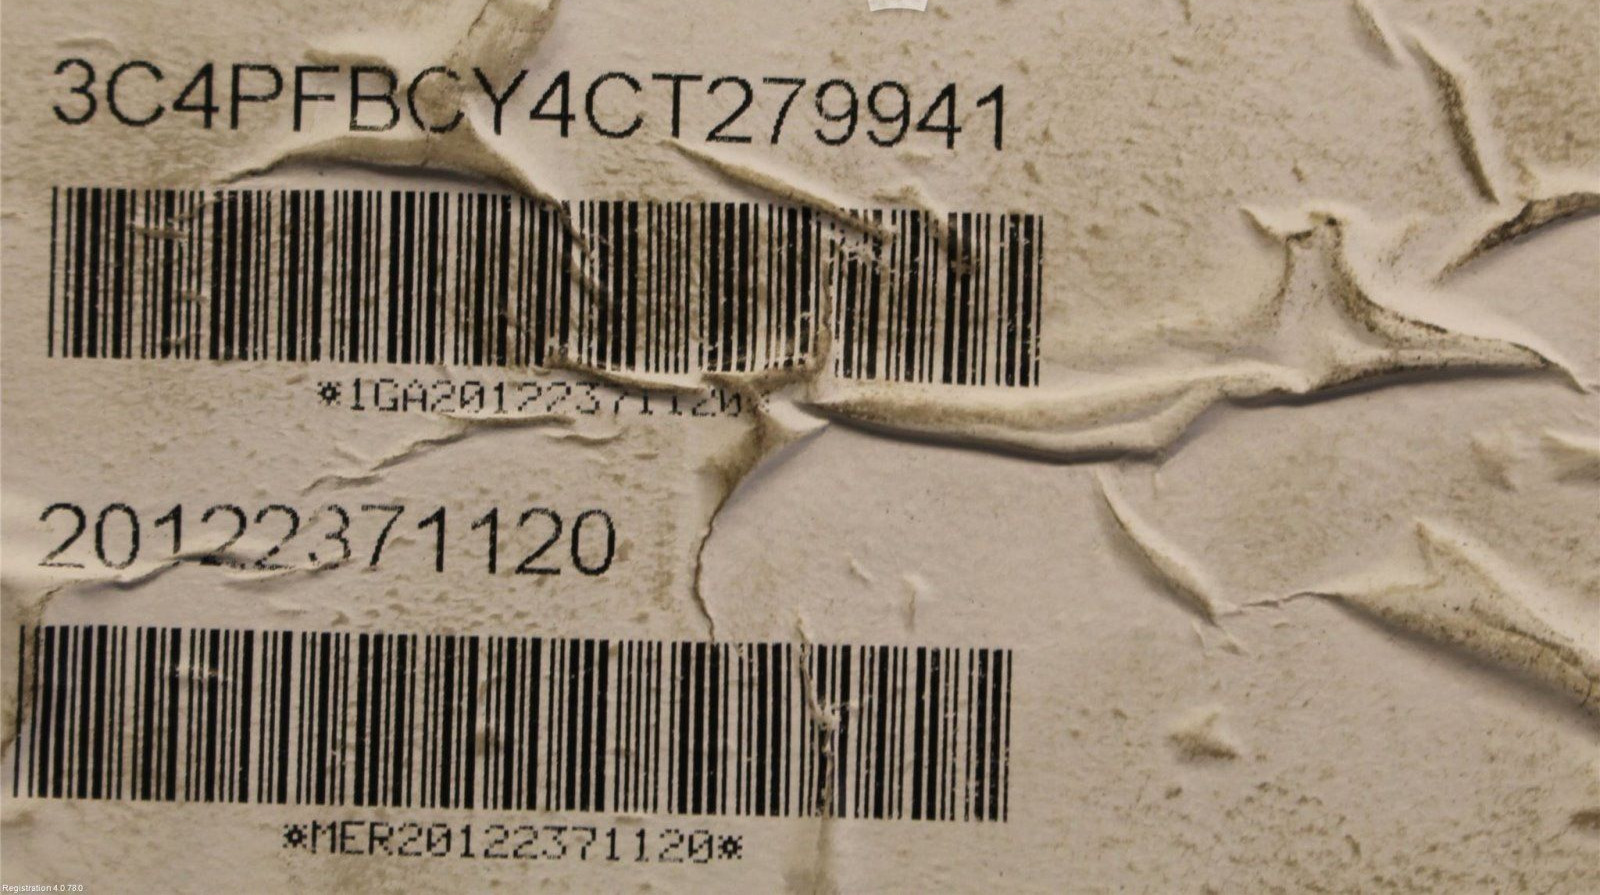 3C4PFBCY4CT279941
*1GA20122371120*
20122371120
*MER20122371120*
Registration 4.0.78.0